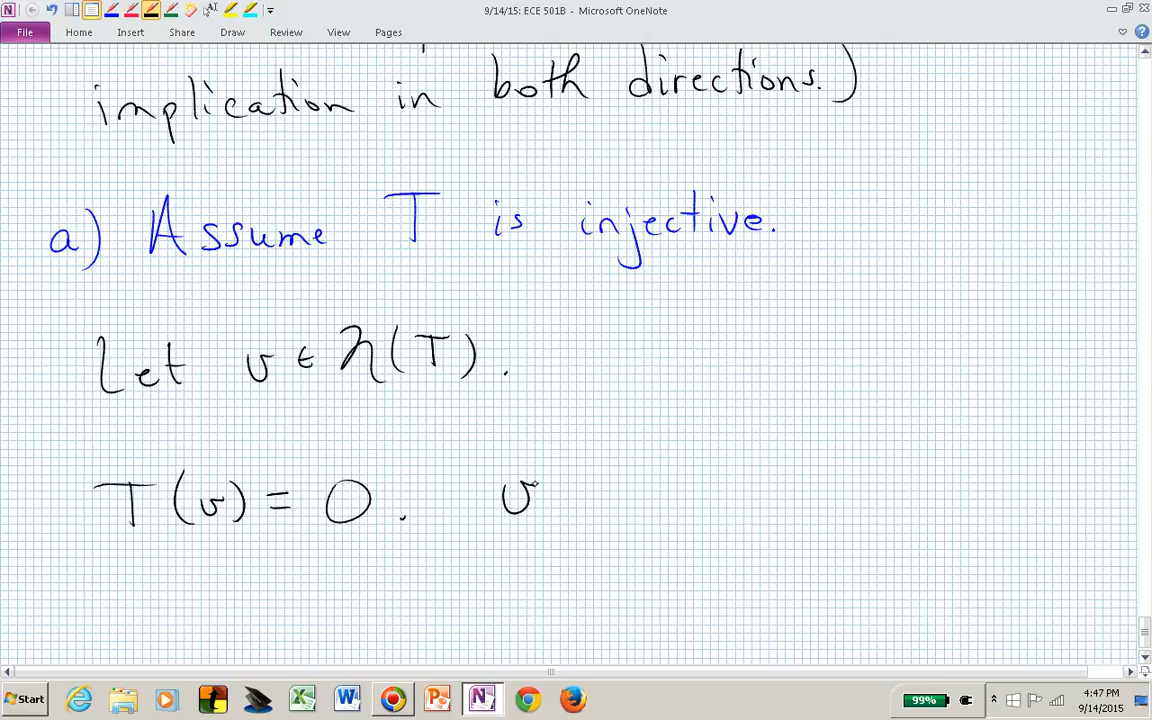 9/14/15: ECE 501B - Microsoft OneNote
File Home Insert Share Draw Review View Pages
implication in both directions.)
a) Assume T is injective.
Let v ∈ η(T).
T(v) = 0. v
Start 99% 4:47 PM
9/14/2015